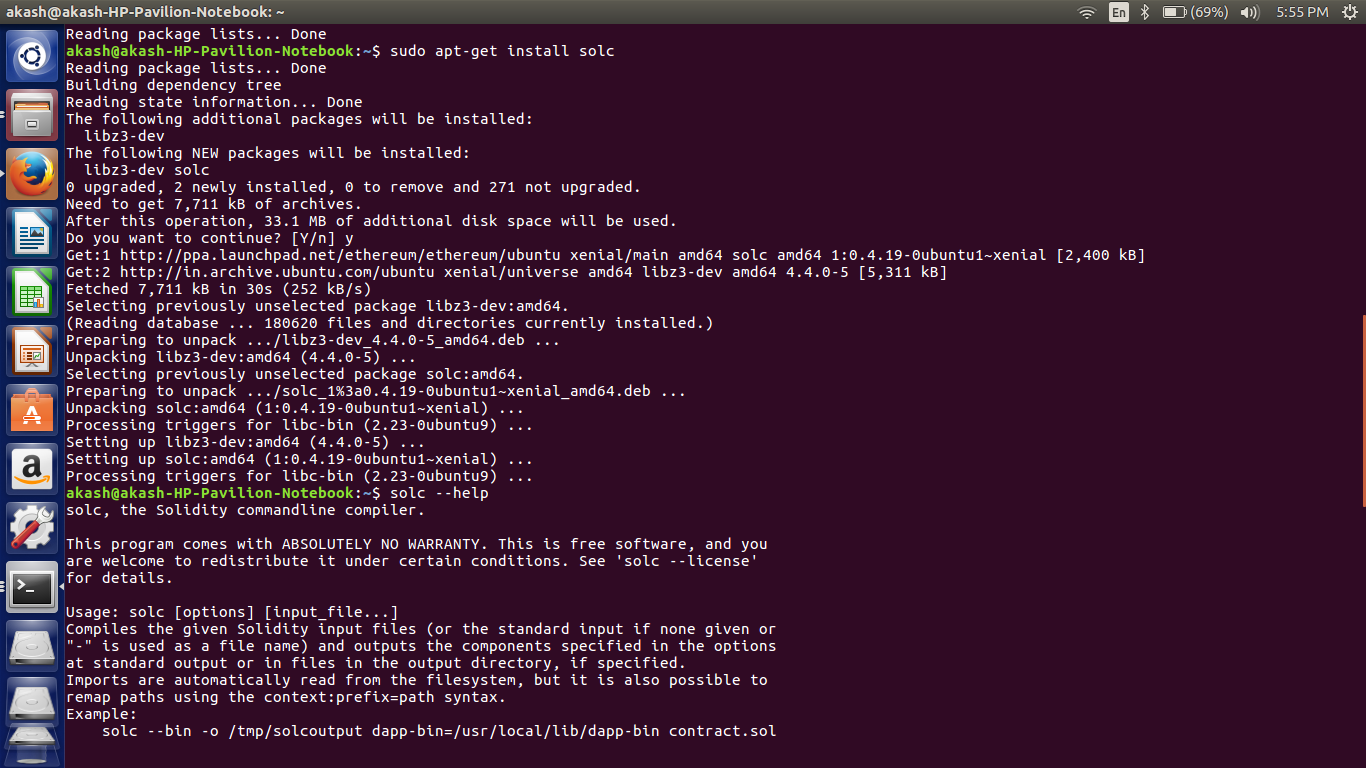 akash@akash-HP-Pavilion-Notebook: ~ En (69%) 5:55 PM
Reading package lists... Done
akash@akash-HP-Pavilion-Notebook:~$ sudo apt-get install solc
Reading package lists... Done
Building dependency tree
Reading state information... Done
The following additional packages will be installed:
  libz3-dev
The following NEW packages will be installed:
  libz3-dev solc
0 upgraded, 2 newly installed, 0 to remove and 271 not upgraded.
Need to get 7,711 kB of archives.
After this operation, 33.1 MB of additional disk space will be used.
Do you want to continue? [Y/n] y
Get:1 http://ppa.launchpad.net/ethereum/ethereum/ubuntu xenial/main amd64 solc amd64 1:0.4.19-0ubuntu1~xenial [2,400 kB]
Get:2 http://in.archive.ubuntu.com/ubuntu xenial/universe amd64 libz3-dev amd64 4.4.0-5 [5,311 kB]
Fetched 7,711 kB in 30s (252 kB/s)
Selecting previously unselected package libz3-dev:amd64.
(Reading database ... 180620 files and directories currently installed.)
Preparing to unpack .../libz3-dev_4.4.0-5_amd64.deb ...
Unpacking libz3-dev:amd64 (4.4.0-5) ...
Selecting previously unselected package solc:amd64.
Preparing to unpack .../solc_1%3a0.4.19-0ubuntu1~xenial_amd64.deb ...
Unpacking solc:amd64 (1:0.4.19-0ubuntu1~xenial) ...
Processing triggers for libc-bin (2.23-0ubuntu9) ...
Setting up libz3-dev:amd64 (4.4.0-5) ...
Setting up solc:amd64 (1:0.4.19-0ubuntu1~xenial) ...
Processing triggers for libc-bin (2.23-0ubuntu9) ...
akash@akash-HP-Pavilion-Notebook:~$ solc --help
solc, the Solidity commandline compiler.

This program comes with ABSOLUTELY NO WARRANTY. This is free software, and you
are welcome to redistribute it under certain conditions. See 'solc --license'
for details.

Usage: solc [options] [input_file...]
Compiles the given Solidity input files (or the standard input if none given or
"-" is used as a file name) and outputs the components specified in the options
at standard output or in files in the output directory, if specified.
Imports are automatically read from the filesystem, but it is also possible to
remap paths using the context:prefix=path syntax.
Example:
    solc --bin -o /tmp/solcoutput dapp-bin=/usr/local/lib/dapp-bin contract.sol